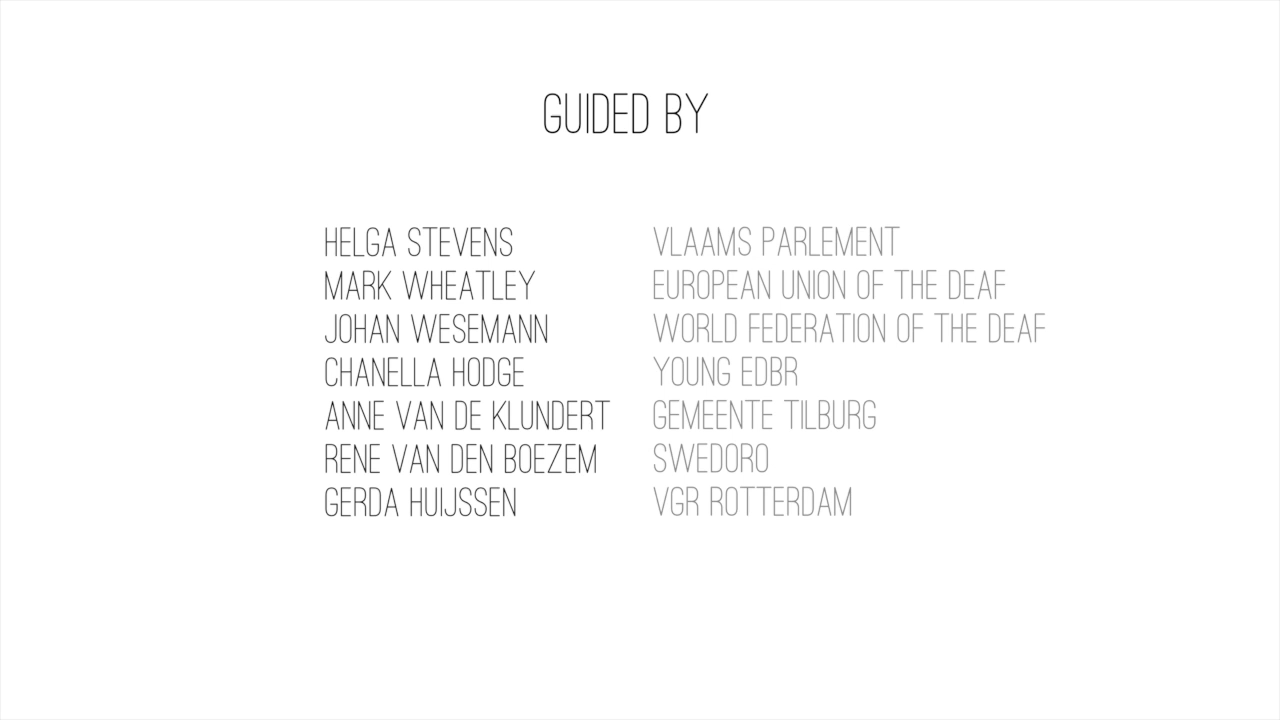 GUIDED BY
HELGA STEVENS VLAAMS PARLEMENT
MARK WHEATLEY EUROPEAN UNION OF THE DEAF
JOHAN WESEMANN WORLD FEDERATION OF THE DEAF
CHANELLA HODGE YOUNG EDBR
ANNE VAN DE KLUNDERT GEMEENTE TILBURG
RENE VAN DEN BOEZEM SWEDORO
GERDA HUIJSSEN VGR ROTTERDAM